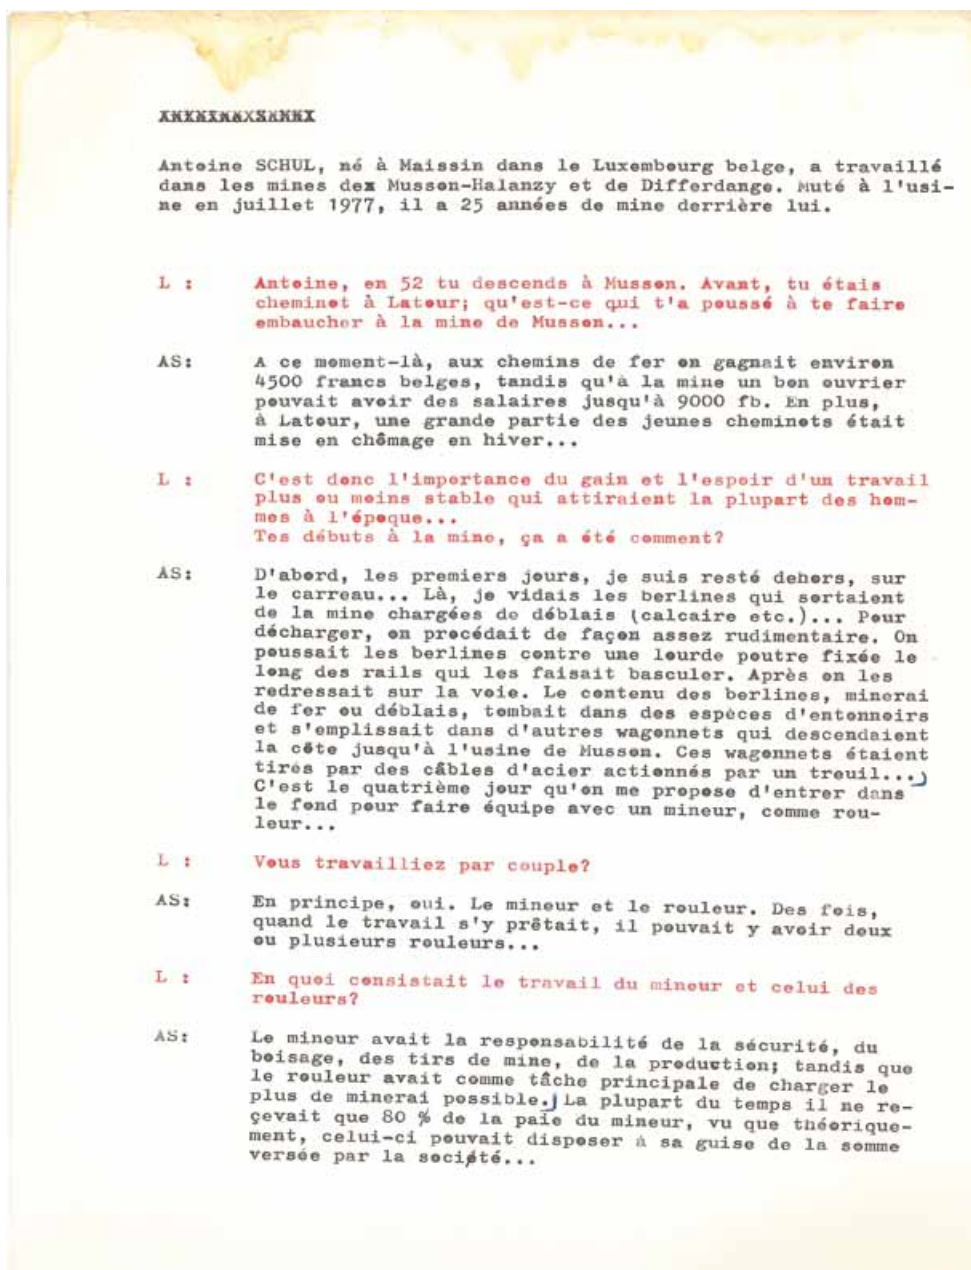 Antoine SCHUL, né à Maissin dans le Luxembourg belge, a travaillé
dans les mines dex Musson-Halanzy et de Differdange. Muté à l'usi-
ne en juillet 1977, il a 25 années de mine derrière lui.
L : Antoine, en 52 tu descends à Musson. Avant, tu étais
cheminot à Latour; qu'est-ce qui t'a poussé à te faire
embaucher à la mine de Musson...
AS: A ce moment-là, aux chemins de fer on gagnait environ
4500 francs belges, tandis qu'à la mine un bon ouvrier
pouvait avoir des salaires jusqu'à 9000 fb. En plus,
à Latour, une grande partie des jeunes cheminots était
mise en chômage en hiver...
L : C'est donc l'importance du gain et l'espoir d'un travail
plus ou moins stable qui attiraient la plupart des hom-
mes à l'époque...
Tes débuts à la mine, ça a été comment?
AS: D'abord, les premiers jours, je suis resté dehors, sur
le carreau... Là, je vidais les berlines qui sortaient
de la mine chargées de déblais (calcaire etc.)... Pour
décharger, on procédait de façon assez rudimentaire. On
poussait les berlines contre une lourde poutre fixée le
long des rails qui les faisait basculer. Après on les
redressait sur la voie. Le contenu des berlines, minerai
de fer ou déblais, tombait dans des espèces d'entonnoirs
et s'emplissait dans d'autres wagonnets qui descendaient
la côte jusqu'à l'usine de Musson. Ces wagonnets étaient
tirés par des câbles d'acier actionnés par un treuil...
C'est le quatrième jour qu'on me propose d'entrer dans
le fond pour faire équipe avec un mineur, comme rou-
leur...
L : Vous travailliez par couple?
AS: En principe, oui. Le mineur et le rouleur. Des fois,
quand le travail s'y prêtait, il pouvait y avoir deux
ou plusieurs rouleurs...
L : En quoi consistait le travail du mineur et celui des
rouleurs?
AS: Le mineur avait la responsabilité de la sécurité, du
boisage, des tirs de mine, de la production; tandis que
le rouleur avait comme tâche principale de charger le
plus de minerai possible. La plupart du temps il ne re-
çevait que 80 % de la paie du mineur, vu que théorique-
ment, celui-ci pouvait disposer à sa guise de la somme
versée par la société...